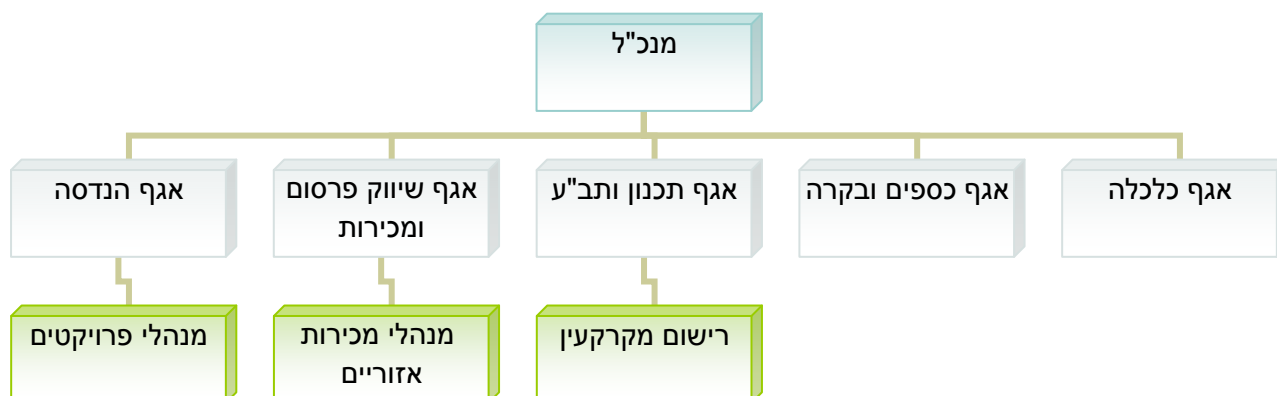 מנכ"ל
אגף כלכלה
אגף כספים ובקרה
אגף תכנון ותב"ע
אגף שיווק פרסום
ומכירות
אגף הנדסה
רישום מקרקעין
מנהלי מכירות
אזוריים
מנהלי פרויקטים